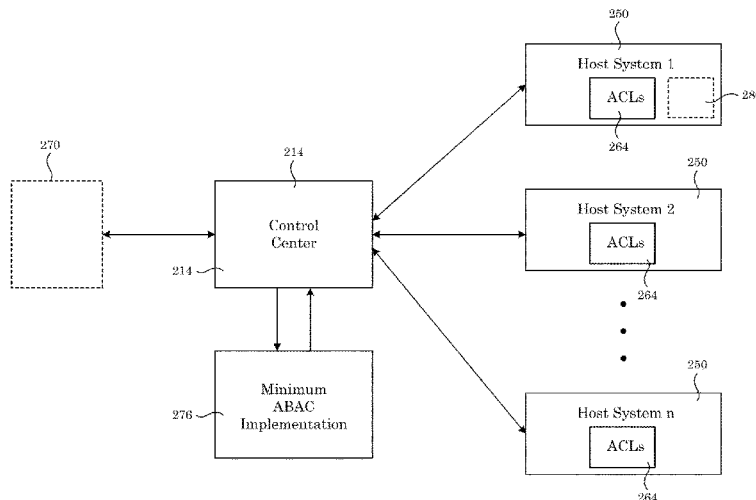 250
Host System 1
ACLs
28
264
270
214
Control
Center
214
250
Host System 2
ACLs
264
276
Minimum
ABAC
Implementation
250
Host System n
ACLs
264